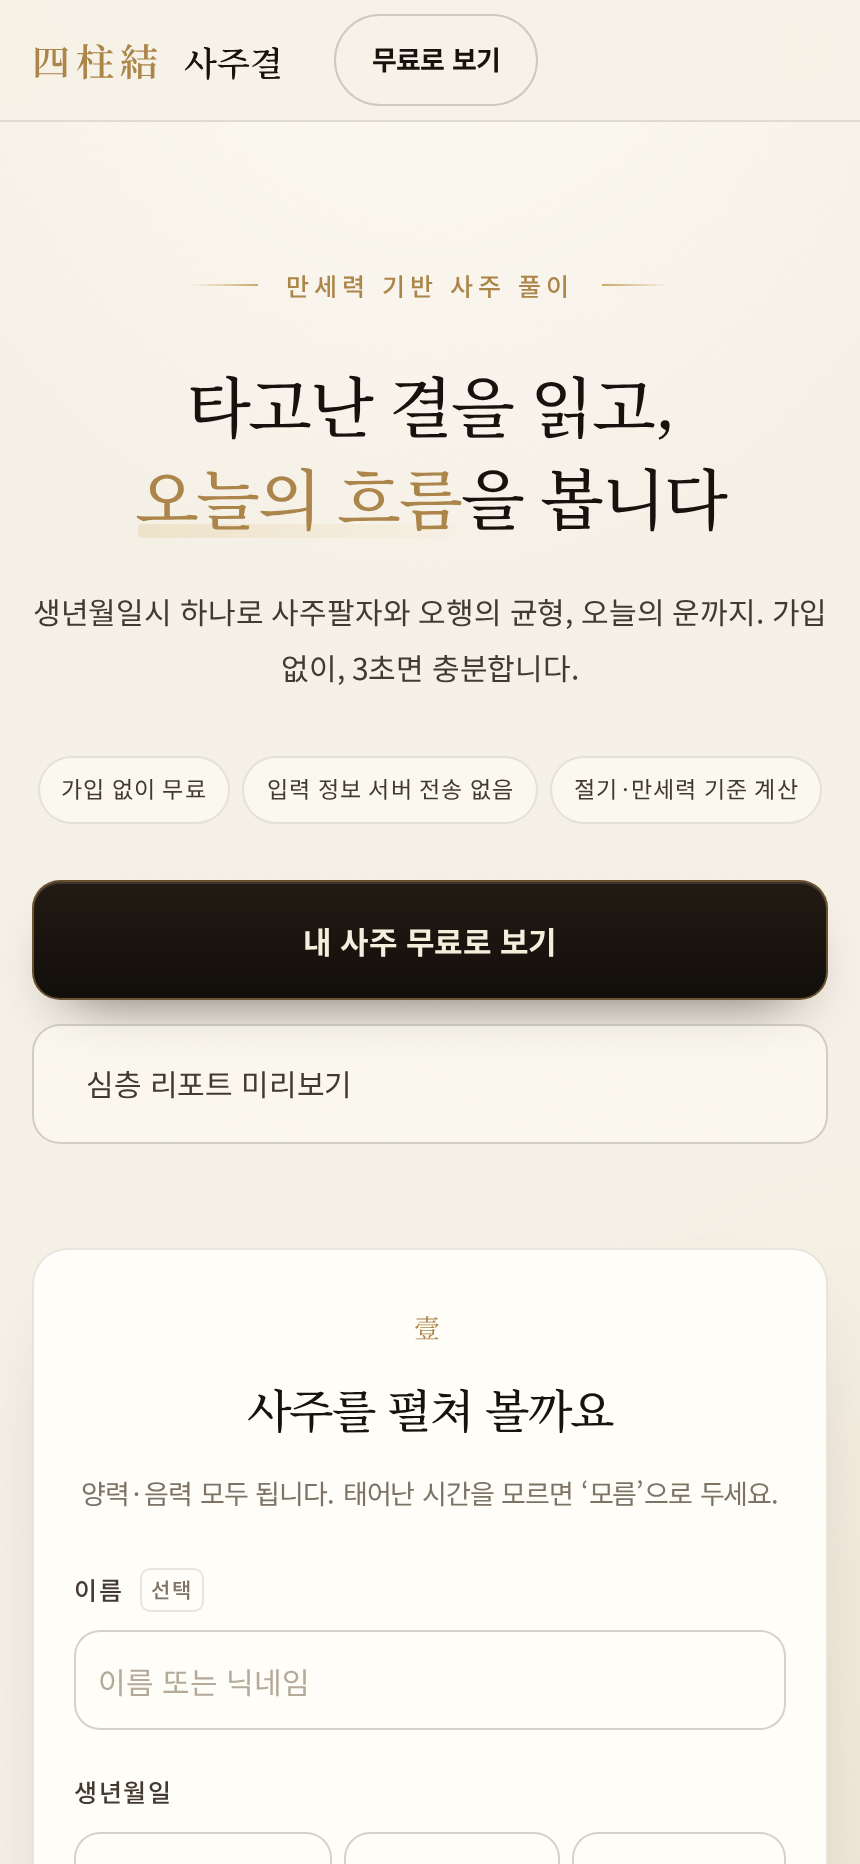 四柱結 사주결 무료로 보기
만세력 기반 사주 풀이
타고난 결을 읽고,
오늘의 흐름을 봅니다
생년월일시 하나로 사주팔자와 오행의 균형, 오늘의 운까지. 가입
없이, 3초면 충분합니다.
가입 없이 무료 입력 정보 서버 전송 없음 절기·만세력 기준 계산
내 사주 무료로 보기
심층 리포트 미리보기
壹
사주를 펼쳐 볼까요
양력·음력 모두 됩니다. 태어난 시간을 모르면 ‘모름’으로 두세요.
이름 선택
이름 또는 닉네임
생년월일